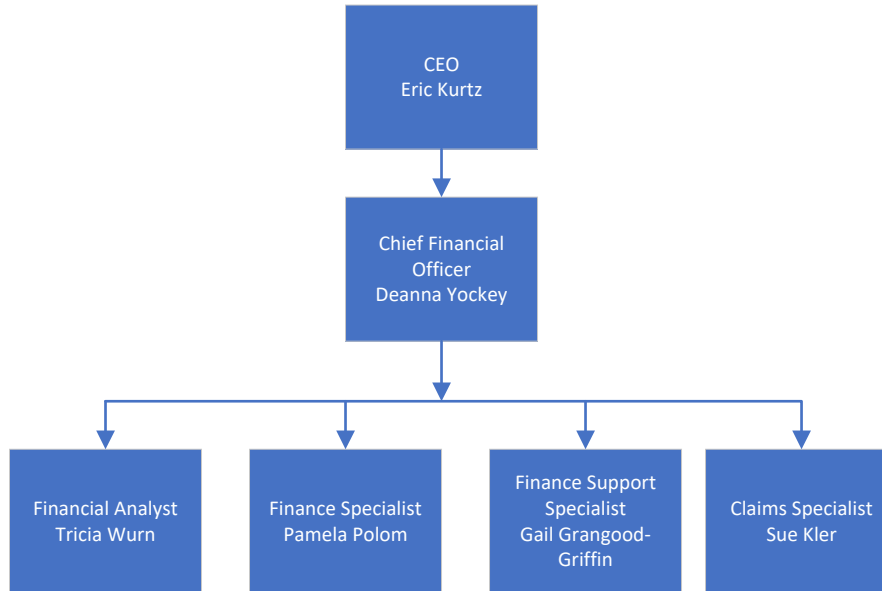 CEO
Eric Kurtz
Chief Financial
Officer
Deanna Yockey
Financial Analyst
Tricia Wurn
Finance Specialist
Pamela Polom
Finance Support
Specialist
Gail Grangood-
Griffin
Claims Specialist
Sue Kler